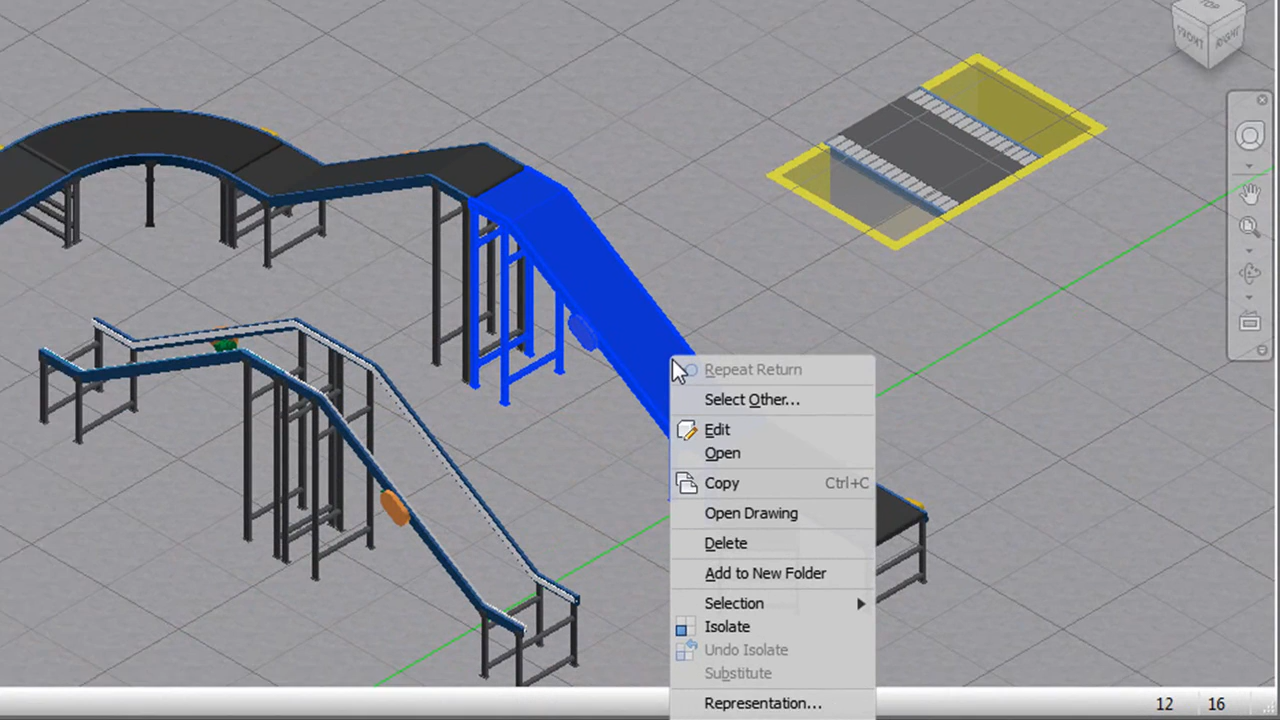 TOP
FRONT
RIGHT
Repeat Return
Select Other...
Edit
Open
Copy Ctrl+C
Open Drawing
Delete
Add to New Folder
Selection
Isolate
Undo Isolate
Substitute
Representation...
12 16